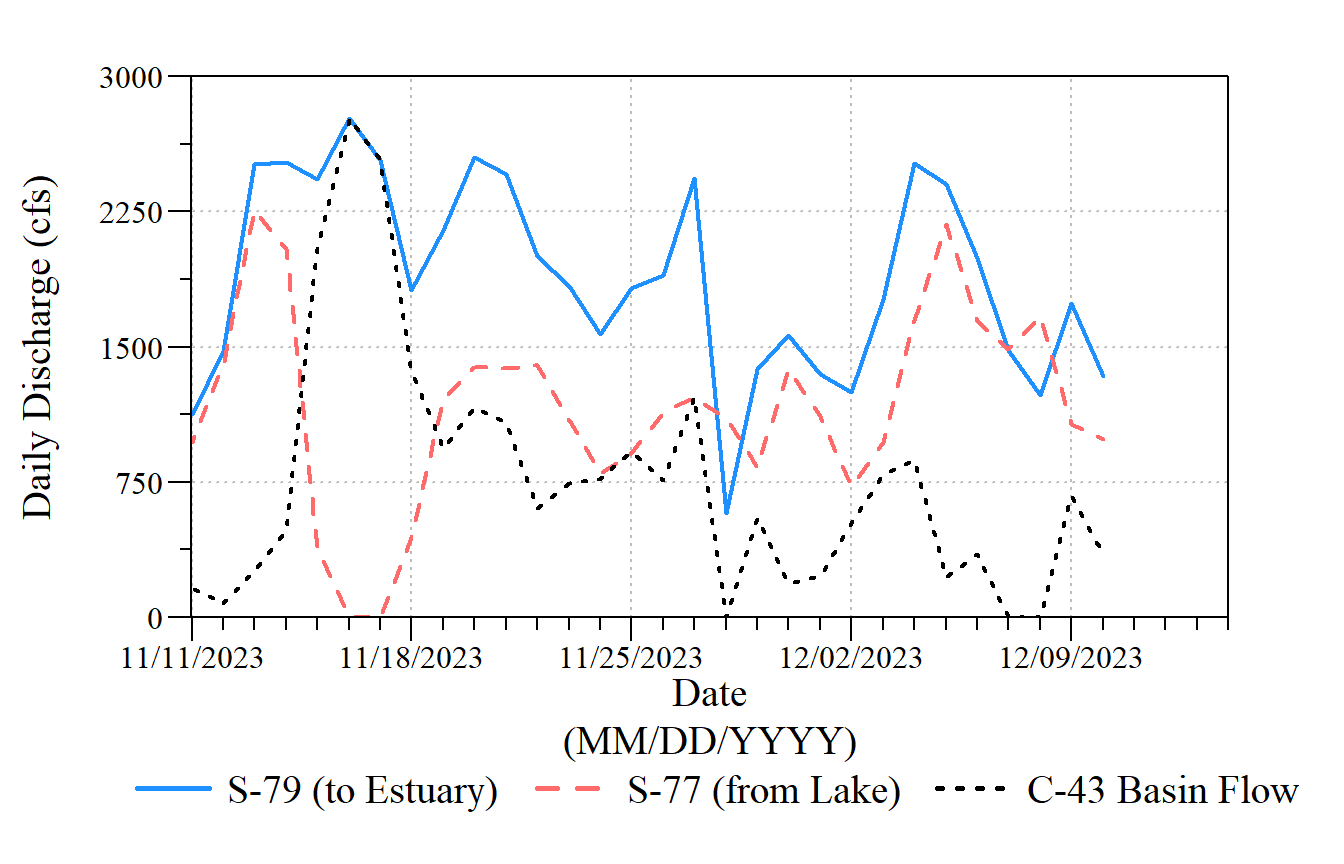 3000
2250
1500
750
0
Daily Discharge (cfs)
11/11/2023 11/18/2023 11/25/2023 12/02/2023 12/09/2023
Date
(MM/DD/YYYY)
S-79 (to Estuary) S-77 (from Lake) C-43 Basin Flow